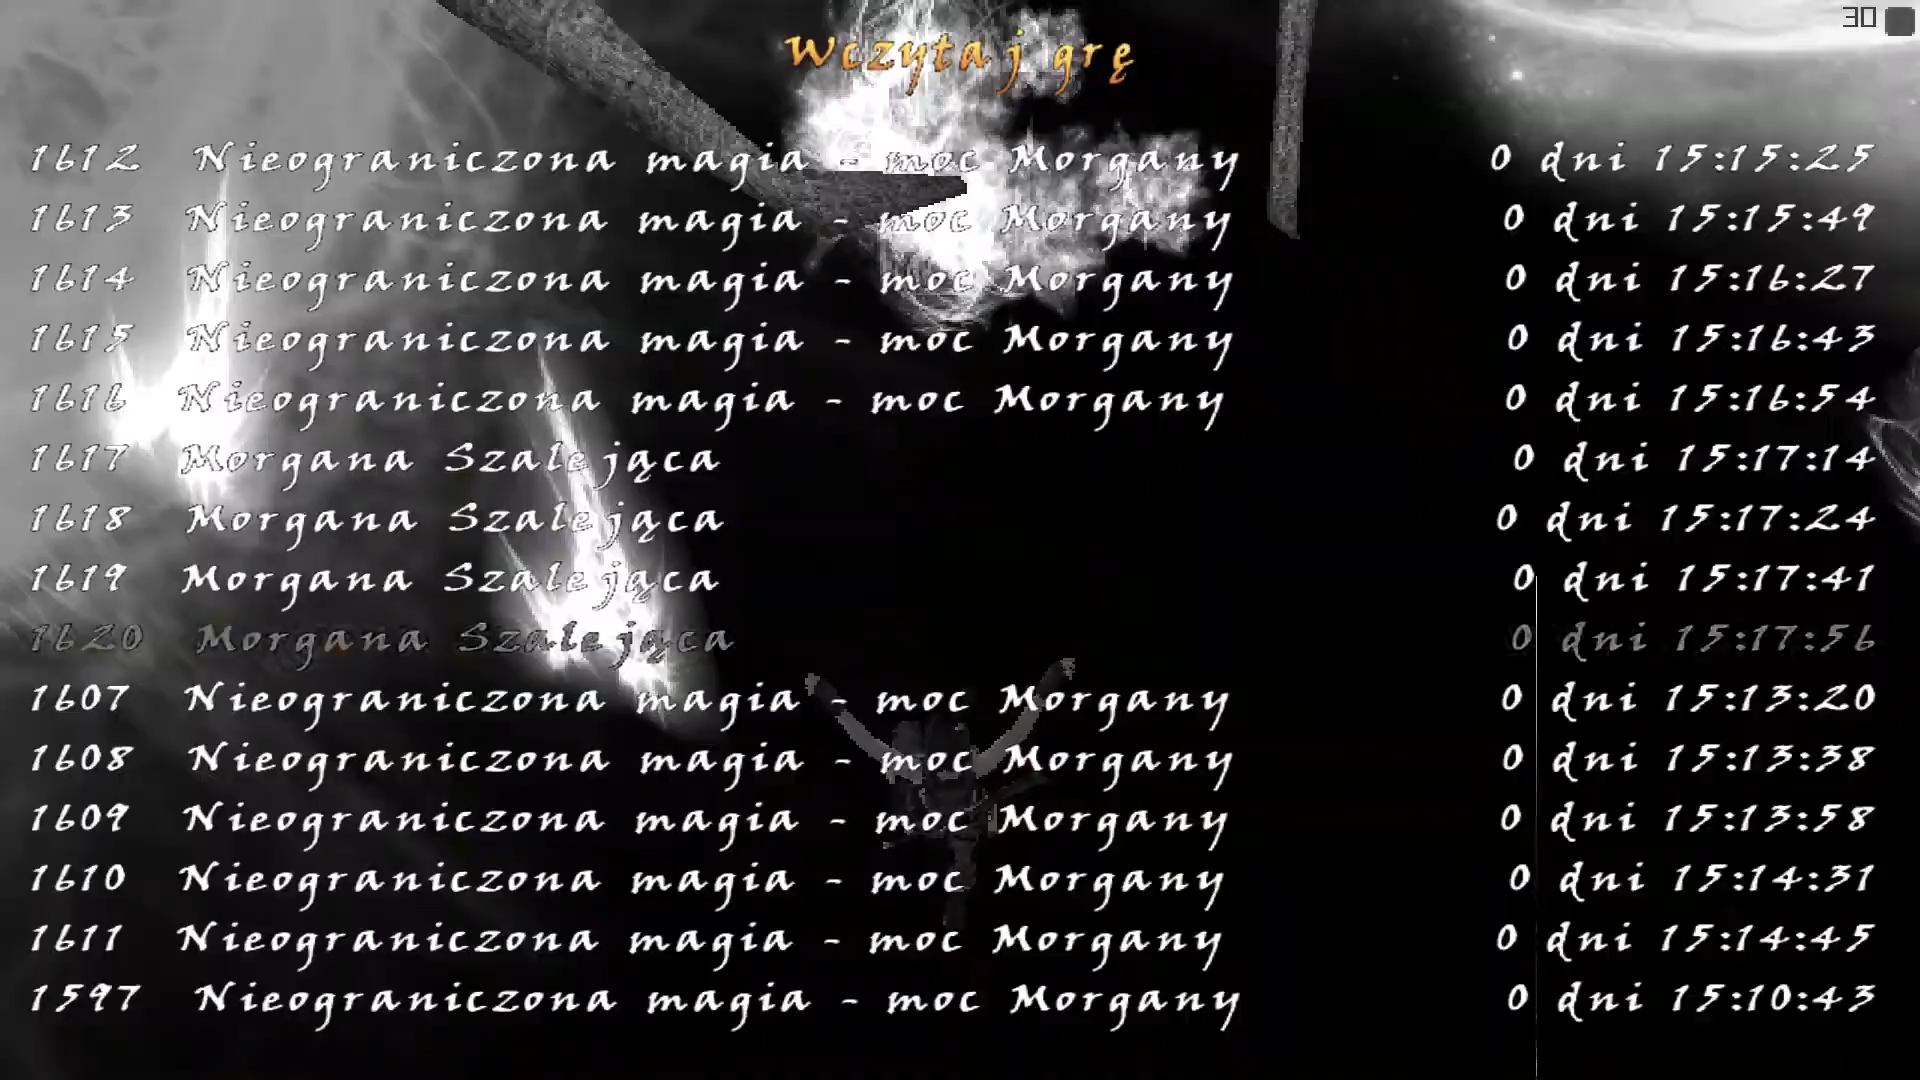 30
Wczytaj grę
1612 Nieograniczona magia - moc Morgany 0 dni 15:15:25
1613 Nieograniczona magia - moc Morgany 0 dni 15:15:49
1614 Nieograniczona magia - moc Morgany 0 dni 15:16:27
1615 Nieograniczona magia - moc Morgany 0 dni 15:16:43
1616 Nieograniczona magia - moc Morgany 0 dni 15:16:54
1617 Morgana Szalejąca 0 dni 15:17:14
1618 Morgana Szalejąca 0 dni 15:17:24
1619 Morgana Szalejąca 0 dni 15:17:41
1620 Morgana Szalejąca 0 dni 15:17:56
1607 Nieograniczona magia - moc Morgany 0 dni 15:13:20
1608 Nieograniczona magia - moc Morgany 0 dni 15:13:38
1609 Nieograniczona magia - moc Morgany 0 dni 15:13:58
1610 Nieograniczona magia - moc Morgany 0 dni 15:14:31
1611 Nieograniczona magia - moc Morgany 0 dni 15:14:45
1597 Nieograniczona magia - moc Morgany 0 dni 15:10:43